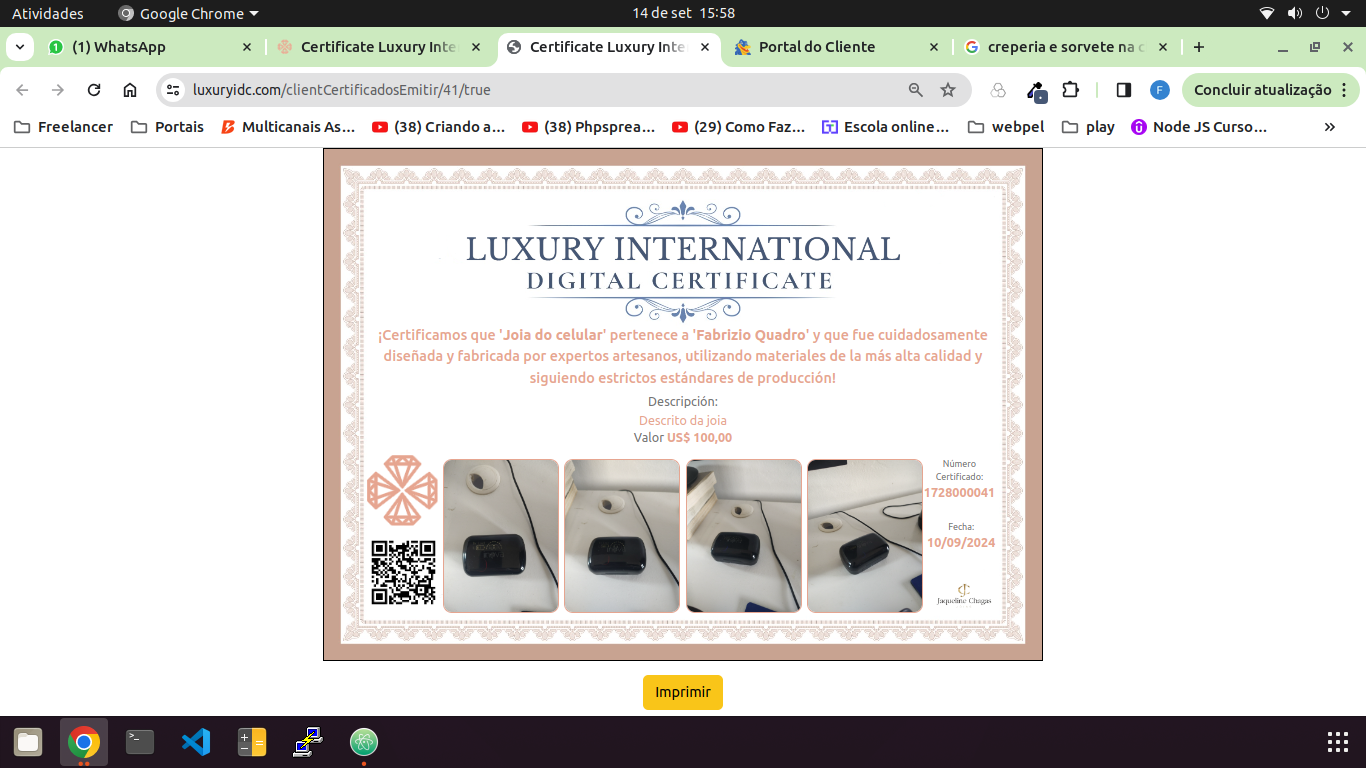 Atividades
Google Chrome
14 de set 15:58
(1) WhatsApp
Certificate Luxury Inte
Certificate Luxury Inte
Portal do Cliente
creperia e sorvete na c
luxuryidc.com/clientCertificadosEmitir/41/true
F
Concluir atualização
Freelancer
Portais
Multicanais As...
(38) Criando a...
(38) Phpsprea...
(29) Como Faz...
Escola online...
webpel
play
Node JS Curso...
LUXURY INTERNATIONAL
DIGITAL CERTIFICATE
¡Certificamos que 'Joia do celular' pertenece a 'Fabrizio Quadro' y que fue cuidadosamente
diseñada y fabricada por expertos artesanos, utilizando materiales de la más alta calidad y
siguiendo estrictos estándares de producción!
Descripción:
Descrito da joia
Valor US$ 100,00
Número
Certificado:
1728000041
Fecha:
10/09/2024
Jaqueline Chagas
Imprimir